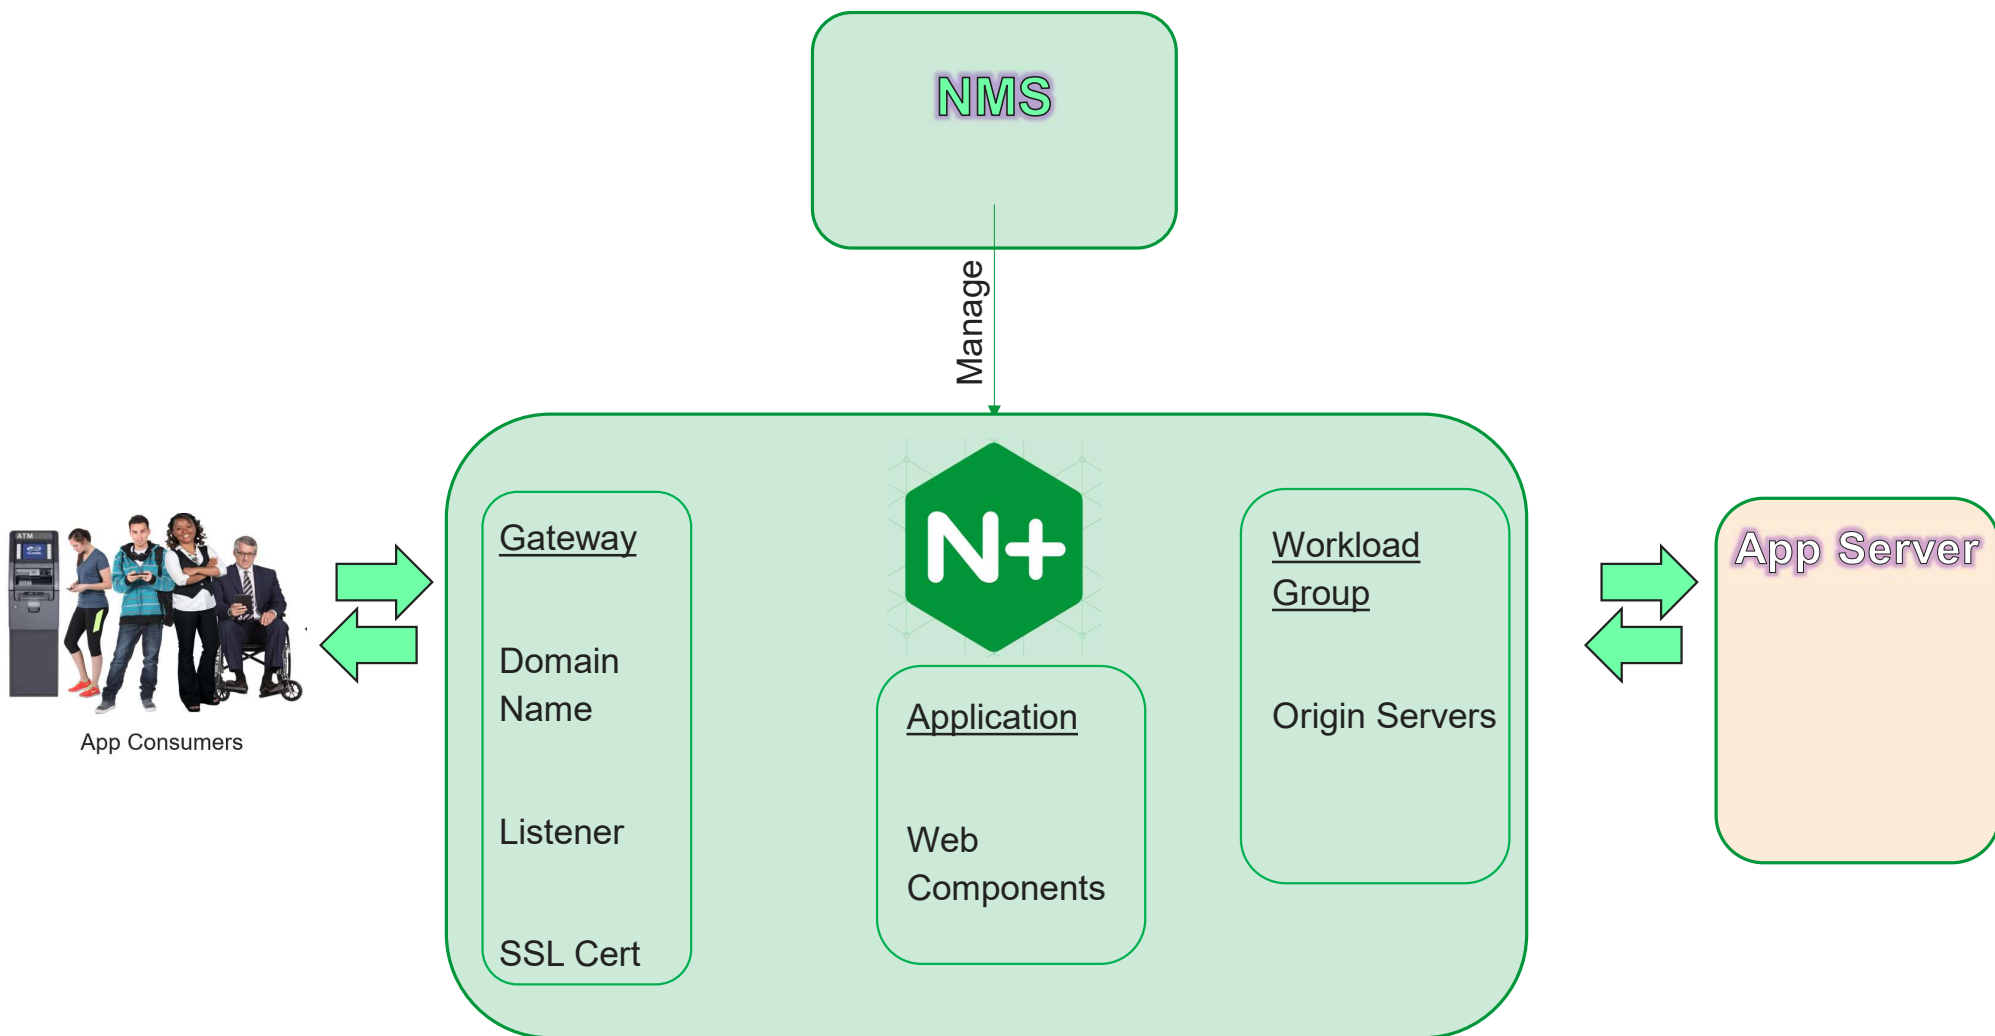 NMS
Manage
N+
Gateway
Domain
Name
Listener
SSL Cert
Application
Web
Components
Workload
Group
Origin Servers
App Server
ATM
App Consumers